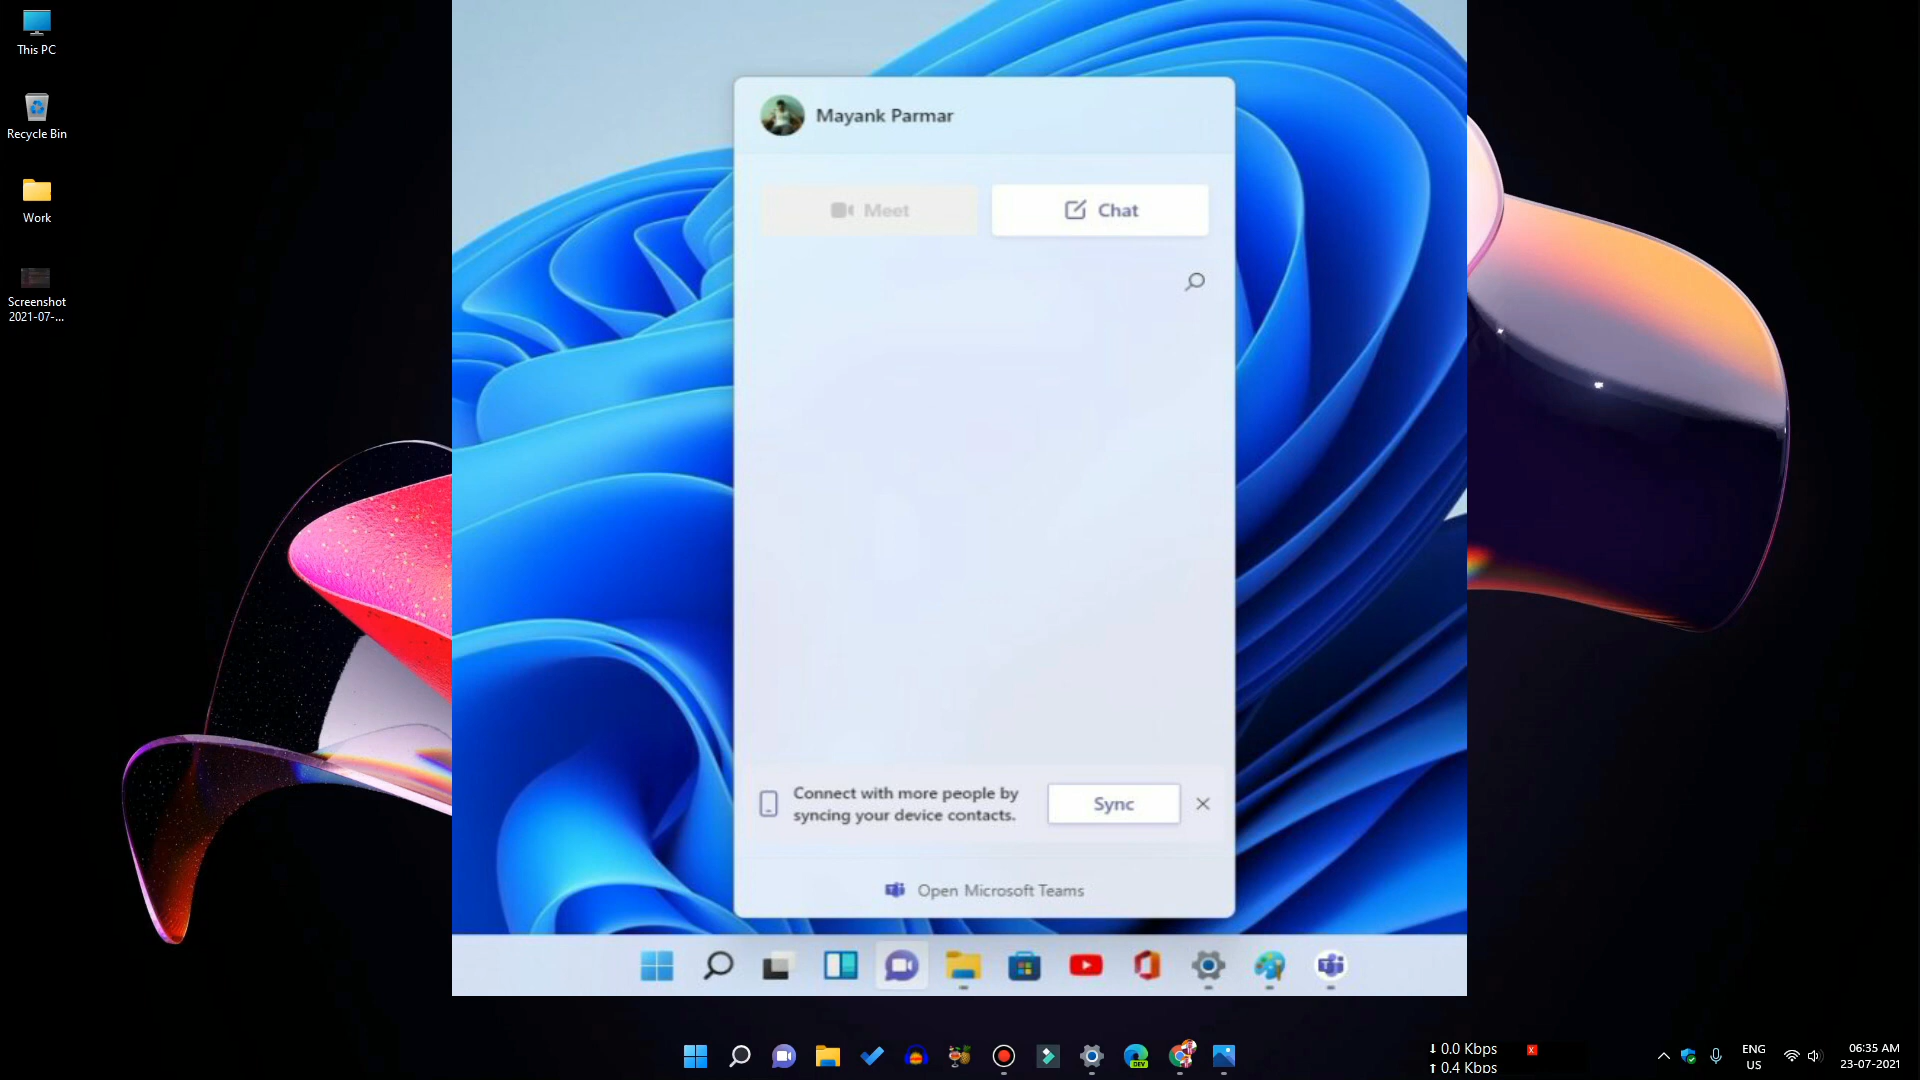 This PC
Recycle Bin
Work
Screenshot
2021-07-...
Mayank Parmar
Meet
Chat
Connect with more people by
syncing your device contacts.
Sync
Open Microsoft Teams
DEV
↓ 0.0 Kbps
↑ 0.4 Kbps
X
ENG
US
06:35 AM
23-07-2021